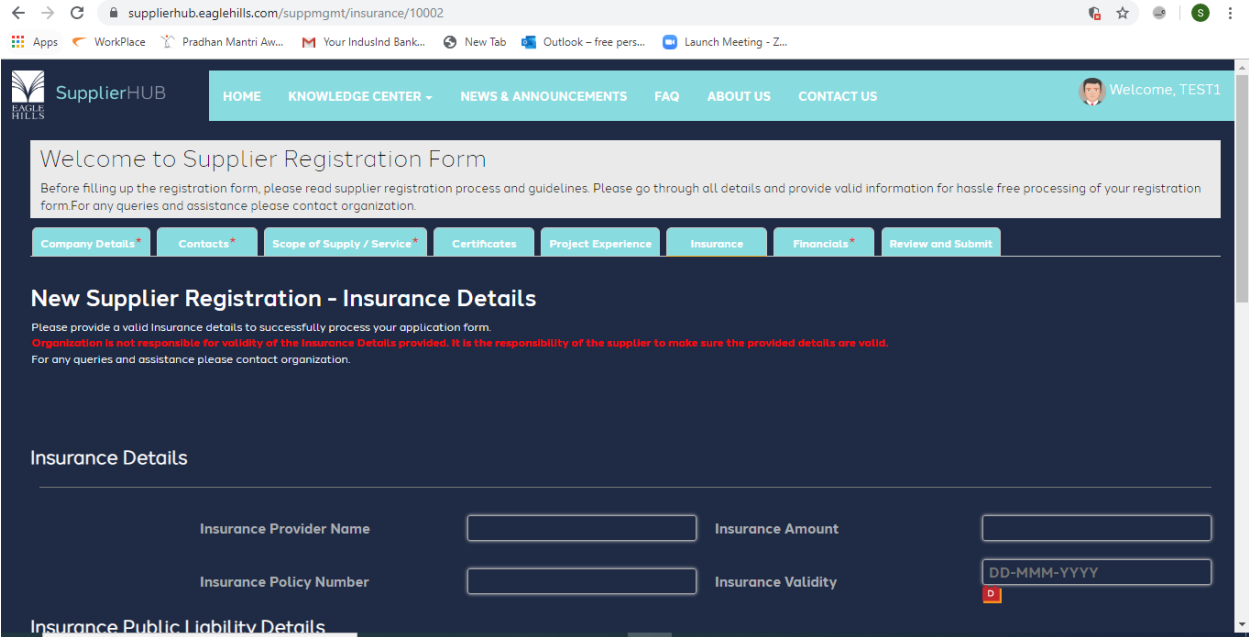 supplierhub.eaglehills.com/suppmgmt/insurance/10002
S
Apps WorkPlace Pradhan Mantri Aw... Your IndusInd Bank... New Tab Outlook – free pers... Launch Meeting - Z...
EAGLE
HILLS
SupplierHUB
HOME KNOWLEDGE CENTER NEWS & ANNOUNCEMENTS FAQ ABOUT US CONTACT US
Welcome, TEST1
Welcome to Supplier Registration Form
Before filling up the registration form, please read supplier registration process and guidelines. Please go through all details and provide valid information for hassle free processing of your registration
form.For any queries and assistance please contact organization.
Company Details* Contacts* Scope of Supply / Service* Certificates Project Experience Insurance Financials* Review and Submit
New Supplier Registration - Insurance Details
Please provide a valid Insurance details to successfully process your application form.
Organization is not responsible for validity of the Insurance Details provided. It is the responsibility of the supplier to make sure the provided details are valid.
For any queries and assistance please contact organization.
Insurance Details
Insurance Provider Name Insurance Amount
Insurance Policy Number Insurance Validity DD-MMM-YYYY
D
Insurance Public Liability Details